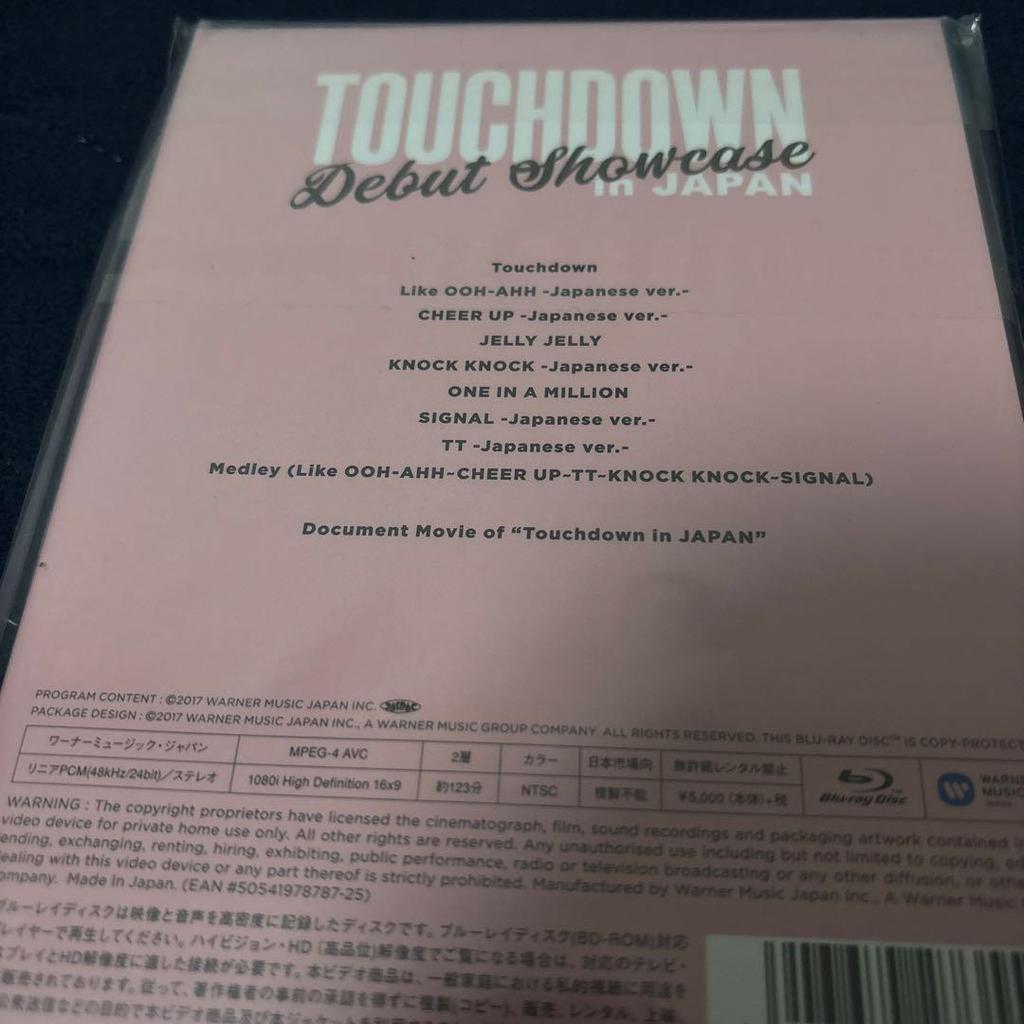 TOUCHDOWN
Debut Showcase
in JAPAN
Touchdown
Like OOH-AHH -Japanese ver.-
CHEER UP -Japanese ver.-
JELLY JELLY
KNOCK KNOCK -Japanese ver.-
ONE IN A MILLION
SIGNAL -Japanese ver.-
TT -Japanese ver.-
Medley (Like OOH-AHH~CHEER UP~TT~KNOCK KNOCK~SIGNAL)
Document Movie of “Touchdown in JAPAN”
PROGRAM CONTENT : ©2017 WARNER MUSIC JAPAN INC.
PACKAGE DESIGN : ©2017 WARNER MUSIC JAPAN INC., A WARNER MUSIC GROUP COMPANY. ALL RIGHTS RESERVED. THIS BLU-RAY DISC™ IS COPY-PROTECT
ワーナーミュージック・ジャパン MPEG-4 AVC 2層 カラー 日本市場向 無許諾レンタル禁止
リニアPCM(48kHz/24bit)／ステレオ 1080i High Definition 16x9 約123分 NTSC 複製不能 ¥5,000 (本体)+税
Blu-ray Disc
WARNE
MUSIC
WARNING : The copyright proprietors have licensed the cinematograph, film, sound recordings and packaging artwork contained i
video device for private home use only. All other rights are reserved. Any unauthorised use including but not limited to copying, ed
ending, exchanging, renting, hiring, exhibiting, public performance, radio or television broadcasting or any other diffusion, or othe
ealing with this video device or any part thereof is strictly prohibited. Manufactured by Warner Music Japan Inc., A Warner Music
ompany. Made In Japan. (EAN #50541978787-25)
ブルーレイディスクは映像と音声を高密度に記録したディスクです。ブルーレイディスク(BD-ROM)対応
レイヤーで再生してください。ハイビジョン・HD (高品位)解像度でご覧になる場合は、対応のテレビ・
スプレイとHD解像度に適した接続が必要です。本ビデオ商品は、一般家庭における私的視聴に用途を
販売されております。従って、著作権者の事前の承諾を得ずに複製(コピー)、販売、レンタル、上映、
公衆送信などの目的で本ビデオ商品及び本ジャケットを利用する